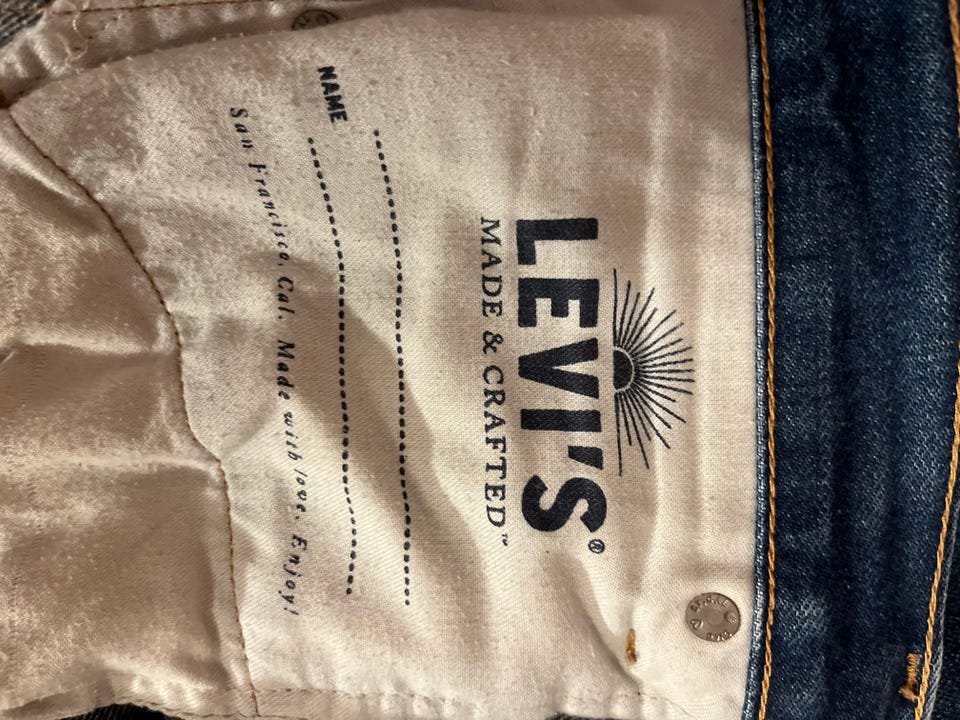 LEVI'S®
MADE & CRAFTED™
NAME
San Francisco, Cal. Made with love. Enjoy!